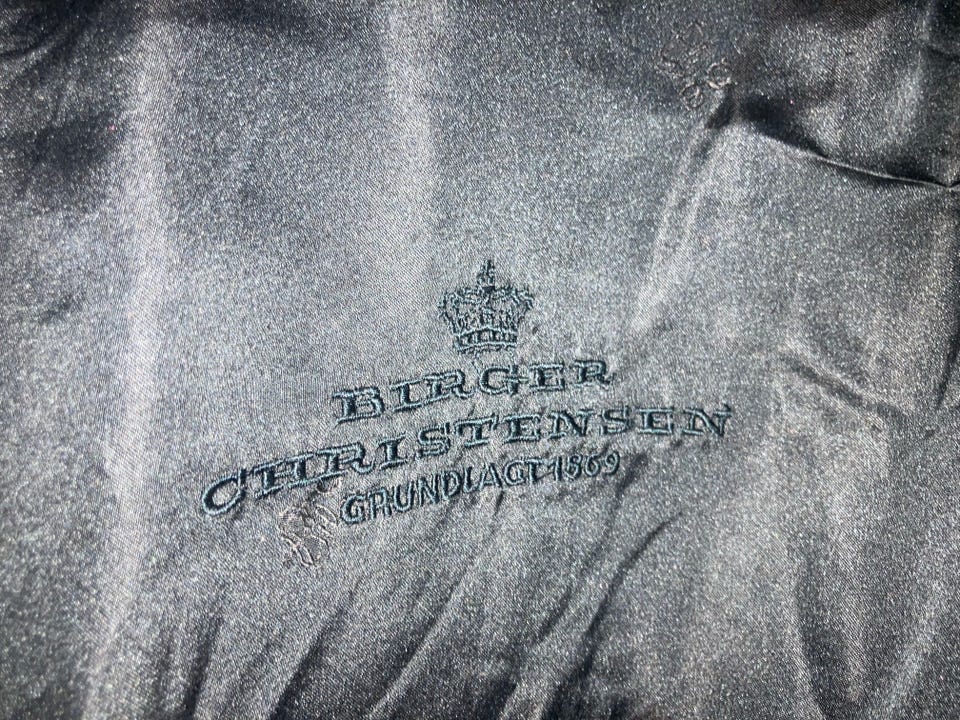 BIRGER
CHRISTENSEN
GRUNDLAGT 1869